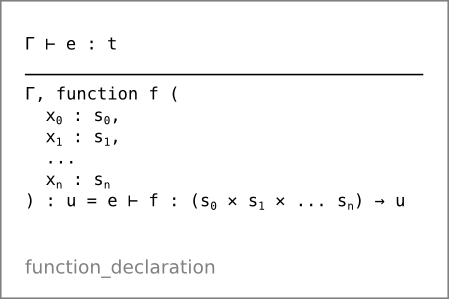 Γ ⊢ e : t
Γ, function f (
x₀ : s₀,
x₁ : s₁,
...
xₙ : sₙ
) : u = e ⊢ f : (s₀ × s₁ × ... sₙ) → u
function_declaration